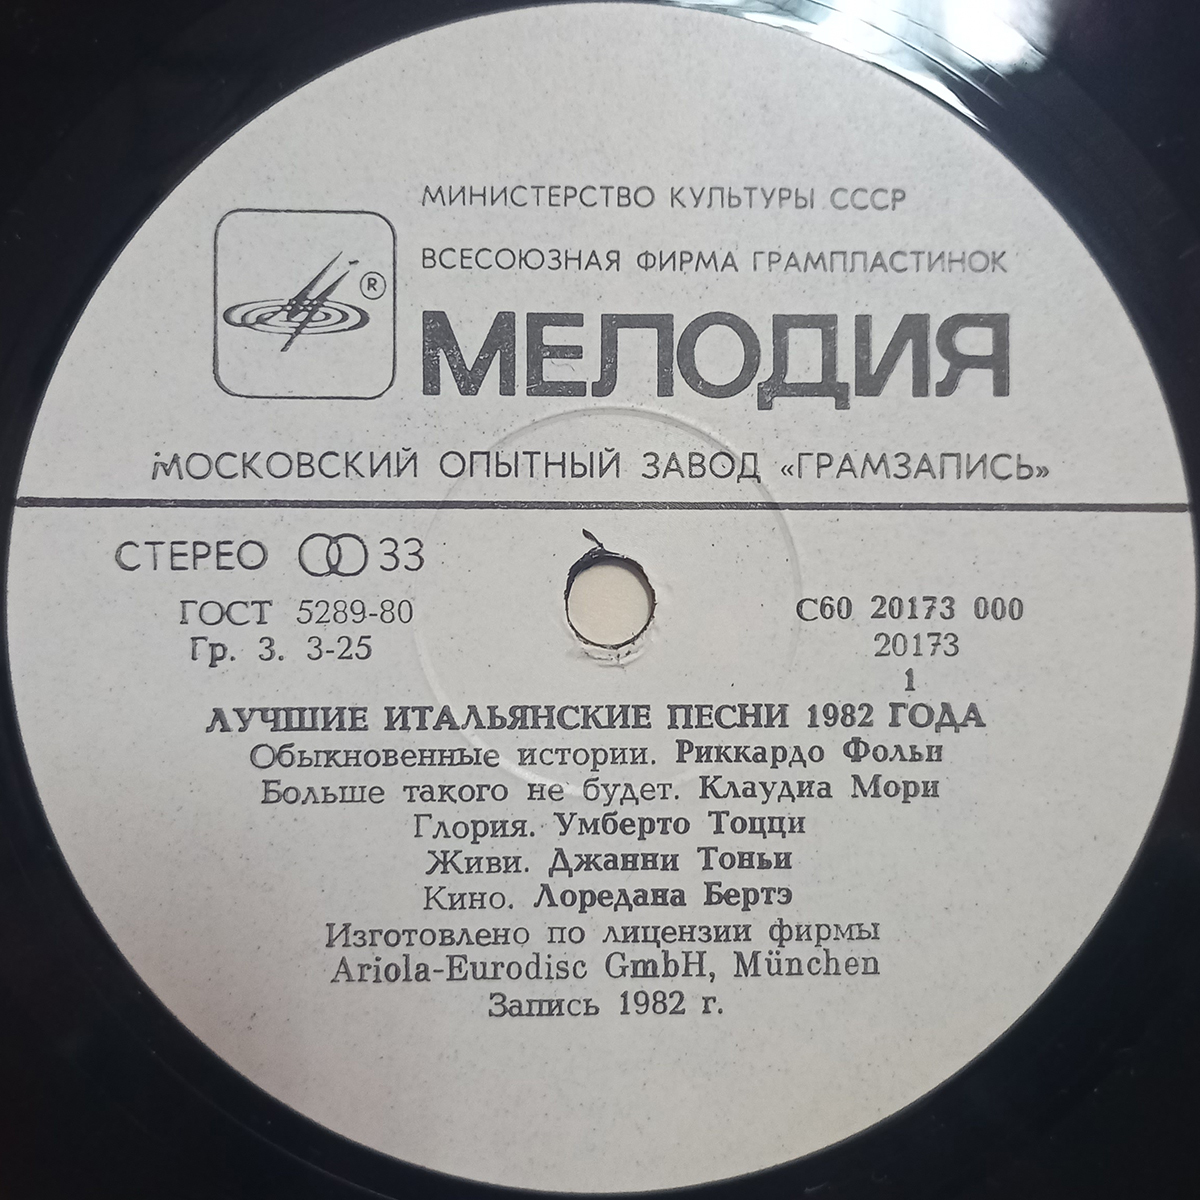 МИНИСТЕРСТВО КУЛЬТУРЫ СССР
ВСЕСОЮЗНАЯ ФИРМА ГРАМПЛАСТИНОК
®
МЕЛОДИЯ
МОСКОВСКИЙ ОПЫТНЫЙ ЗАВОД «ГРАМЗАПИСЬ»
СТЕРЕО 33
ГОСТ 5289-80
Гр. 3. 3-25
С60 20173 000
20173
1
ЛУЧШИЕ ИТАЛЬЯНСКИЕ ПЕСНИ 1982 ГОДА
Обыкновенные истории. Риккардо Фольи
Больше такого не будет. Клаудиа Мори
Глория. Умберто Тоцци
Живи. Джанни Тоньи
Кино. Лоредана Бертэ
Изготовлено по лицензии фирмы
Ariola-Eurodisc GmbH, München
Запись 1982 г.